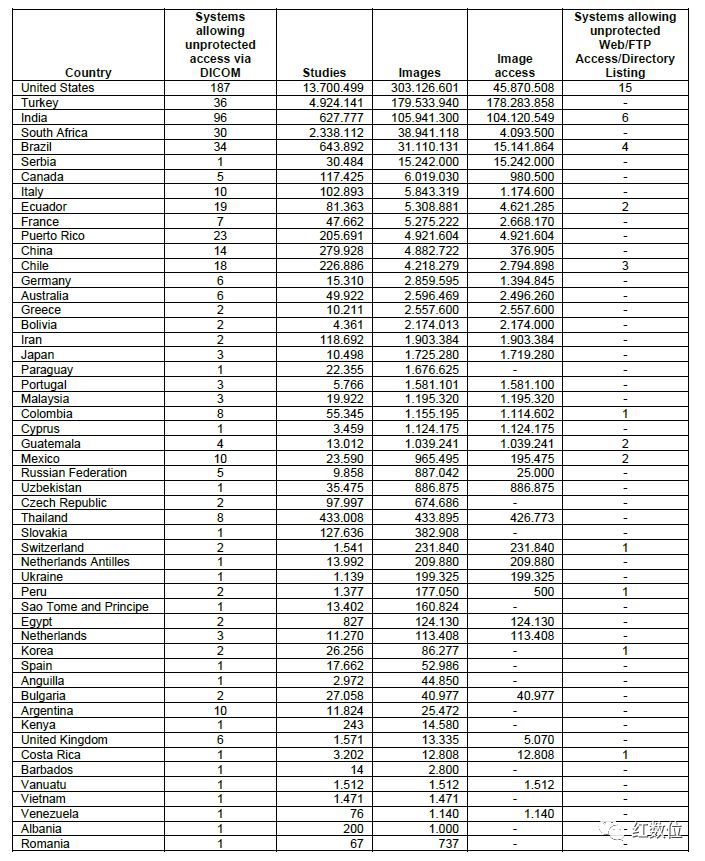 Country Systems allowing unprotected access via DICOM Studies Images Image access Systems allowing unprotected Web/FTP Access/Directory Listing
United States 187 13.700.499 303.126.601 45.870.508 15
Turkey 36 4.924.141 179.533.940 178.283.858 -
India 96 627.777 105.941.300 104.120.549 6
South Africa 30 2.338.112 38.941.118 4.093.500 -
Brazil 34 643.892 31.110.131 15.141.864 4
Serbia 1 30.484 15.242.000 15.242.000 -
Canada 5 117.425 6.019.030 980.500 -
Italy 10 102.893 5.843.319 1.174.600 -
Ecuador 19 81.363 5.308.881 4.621.285 2
France 7 47.662 5.275.222 2.668.170 -
Puerto Rico 23 205.691 4.921.604 4.921.604 -
China 14 279.928 4.882.722 376.905 -
Chile 18 226.886 4.218.279 2.794.898 3
Germany 6 15.310 2.859.595 1.394.845 -
Australia 6 49.922 2.596.469 2.496.260 -
Greece 2 10.211 2.557.600 2.557.600 -
Bolivia 2 4.361 2.174.013 2.174.000 -
Iran 2 118.692 1.903.384 1.903.384 -
Japan 3 10.498 1.725.280 1.719.280 -
Paraguay 1 22.355 1.676.625 - -
Portugal 3 5.766 1.581.101 1.581.100 -
Malaysia 3 19.922 1.195.320 1.195.320 -
Colombia 8 55.345 1.155.195 1.114.602 1
Cyprus 1 3.459 1.124.175 1.124.175 -
Guatemala 4 13.012 1.039.241 1.039.241 2
Mexico 10 23.590 965.495 195.475 2
Russian Federation 5 9.858 887.042 25.000 -
Uzbekistan 1 35.475 886.875 886.875 -
Czech Republic 2 97.997 674.686 - -
Thailand 8 433.008 433.895 426.773 -
Slovakia 1 127.636 382.908 - -
Switzerland 2 1.541 231.840 231.840 1
Netherlands Antilles 1 13.992 209.880 209.880 -
Ukraine 1 1.139 199.325 199.325 -
Peru 2 1.377 177.050 500 1
Sao Tome and Principe 1 13.402 160.824 - -
Egypt 2 827 124.130 124.130 -
Netherlands 3 11.270 113.408 113.408 -
Korea 2 26.256 86.277 - 1
Spain 1 17.662 52.986 - -
Anguilla 1 2.972 44.850 - -
Bulgaria 2 27.058 40.977 40.977 -
Argentina 10 11.824 25.472 - -
Kenya 1 243 14.580 - -
United Kingdom 6 1.571 13.335 5.070 -
Costa Rica 1 3.202 12.808 12.808 1
Barbados 1 14 2.800 - -
Vanuatu 1 1.512 1.512 1.512 -
Vietnam 1 1.471 1.471 - -
Venezuela 1 76 1.140 1.140 -
Albania 1 200 1.000 - -
Romania 1 67 737 - -
红数位